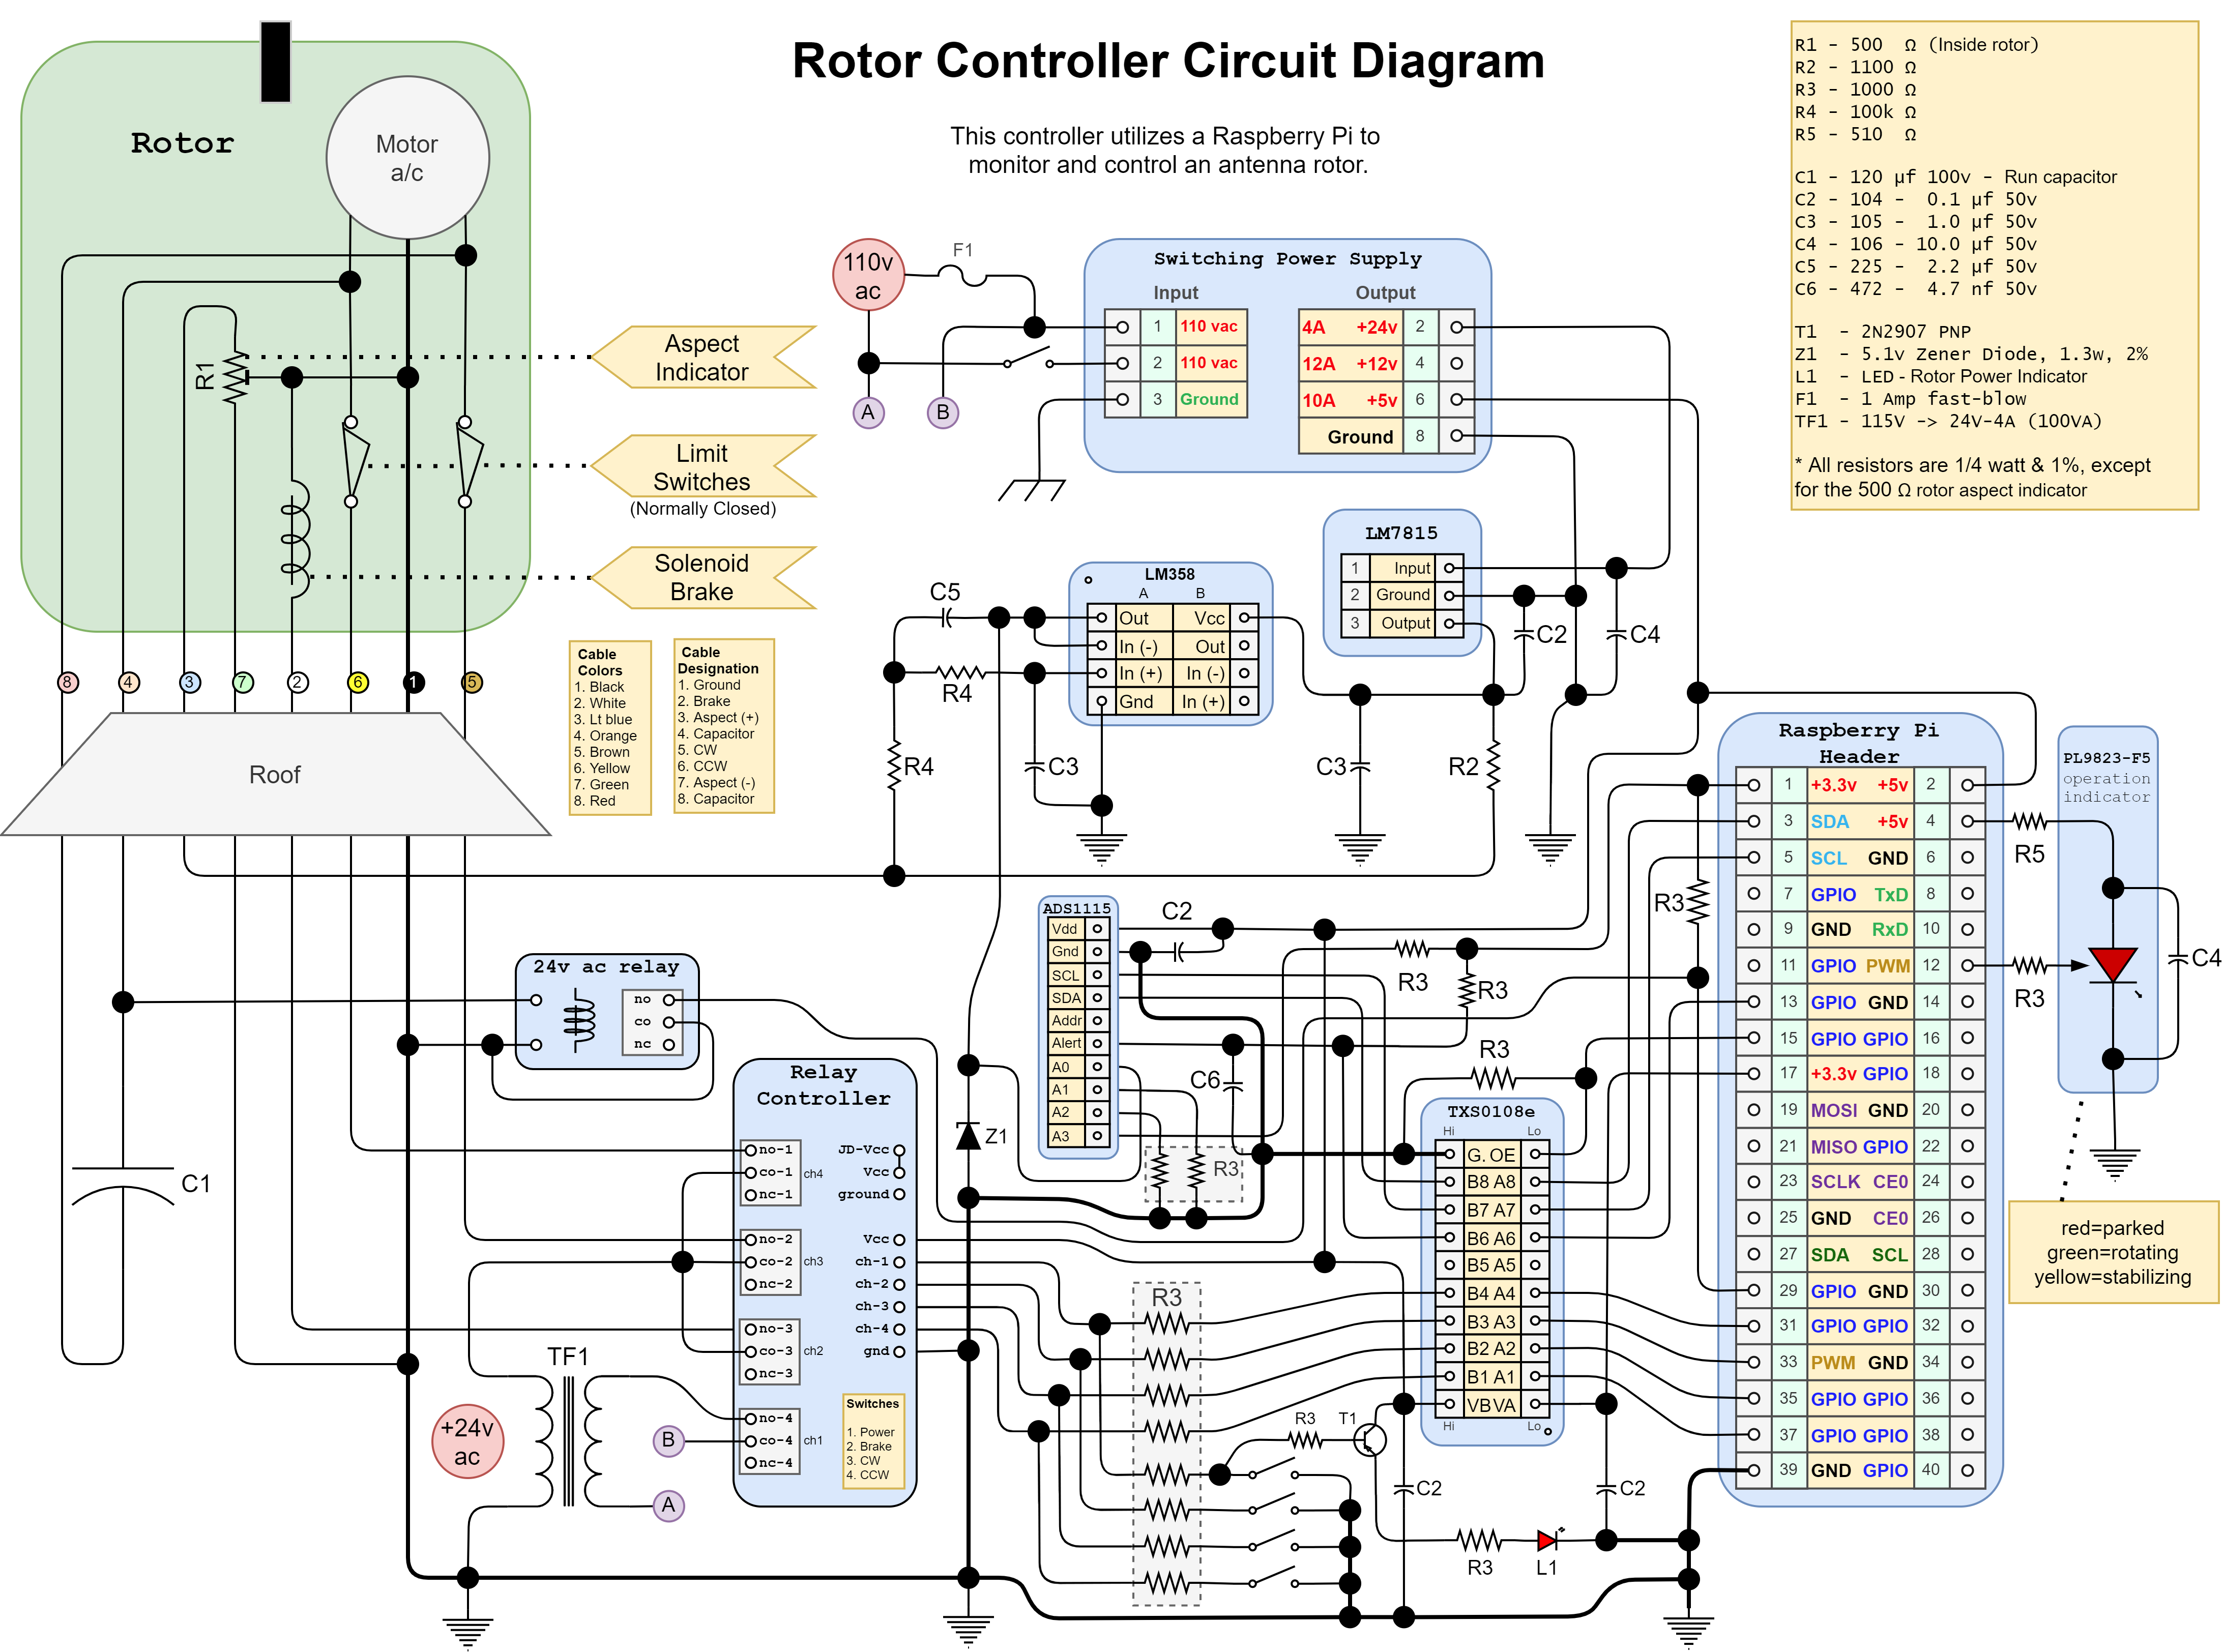 Rotor Controller Circuit Diagram
This controller utilizes a Raspberry Pi to
monitor and control an antenna rotor.
R1 - 500 Ω (Inside rotor)
R2 - 1100 Ω
R3 - 1000 Ω
R4 - 100k Ω
R5 - 510 Ω
C1 - 120 µf 100v - Run capacitor
C2 - 104 - 0.1 µf 50v
C3 - 105 - 1.0 µf 50v
C4 - 106 - 10.0 µf 50v
C5 - 225 - 2.2 µf 50v
C6 - 472 - 4.7 nf 50v
T1 - 2N2907 PNP
Z1 - 5.1v Zener Diode, 1.3w, 2%
L1 - LED - Rotor Power Indicator
F1 - 1 Amp fast-blow
TF1 - 115V -> 24V-4A (100VA)
* All resistors are 1/4 watt & 1%, except
for the 500 Ω rotor aspect indicator
Rotor
Motor
a/c
R1
Aspect
Indicator
Limit
Switches
(Normally Closed)
Solenoid
Brake
8
4
3
7
2
6
1
5
Roof
Cable
Colors
1. Black
2. White
3. Lt blue
4. Orange
5. Brown
6. Yellow
7. Green
8. Red
Cable
Designation
1. Ground
2. Brake
3. Aspect (+)
4. Capacitor
5. CW
6. CCW
7. Aspect (-)
8. Capacitor
110v
ac
F1
A
B
Switching Power Supply
Input
Output
1 110 vac
2 110 vac
3 Ground
4A +24v 2
12A +12v 4
10A +5v 6
Ground 8
LM7815
1 Input
2 Ground
3 Output
C2
C4
LM358
A B
Out Vcc
In (-) Out
In (+) In (-)
Gnd In (+)
C5
R4
R4
C3
C3
R2
Raspberry Pi
Header
1 +3.3v +5v 2
3 SDA +5v 4
5 SCL GND 6
7 GPIO TxD 8
9 GND RxD 10
11 GPIO PWM 12
13 GPIO GND 14
15 GPIO GPIO 16
17 +3.3v GPIO 18
19 MOSI GND 20
21 MISO GPIO 22
23 SCLK CE0 24
25 GND CE0 26
27 SDA SCL 28
29 GPIO GND 30
31 GPIO GPIO 32
33 PWM GND 34
35 GPIO GPIO 36
37 GPIO GPIO 38
39 GND GPIO 40
PL9823-F5
operation
indicator
R5
R3
C4
red=parked
green=rotating
yellow=stabilizing
R3
ADS1115
Vdd
Gnd
SCL
SDA
Addr
Alert
A0
A1
A2
A3
C2
R3
R3
C6
R3
R3
TXS0108e
Hi Lo
G. OE
B8 A8
B7 A7
B6 A6
B5 A5
B4 A4
B3 A3
B2 A2
B1 A1
VB VA
Hi Lo
24v ac relay
no
co
nc
C1
Relay
Controller
no-1
co-1
nc-1
ch4
no-2
co-2
nc-2
ch3
no-3
co-3
nc-3
ch2
no-4
co-4
nc-4
ch1
JD-Vcc
Vcc
ground
Vcc
ch-1
ch-2
ch-3
ch-4
gnd
Switches
1. Power
2. Brake
3. CW
4. CCW
Z1
TF1
+24v
ac
B
A
R3
R3
T1
C2
C2
R3
L1